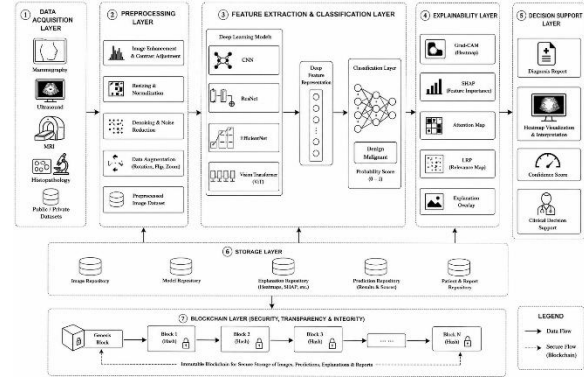 1 DATA ACQUISITION LAYER
Mammography
Ultrasound
MRI
Histopathology
Public / Private Datasets
2 PREPROCESSING LAYER
Image Enhancement & Contrast Adjustment
Resizing & Normalization
Denoising & Noise Reduction
Data Augmentation (Rotation, Flip, Zoom)
Preprocessed Image Dataset
3 FEATURE EXTRACTION & CLASSIFICATION LAYER
Deep Learning Models
CNN
ResNet
EfficientNet
Vision Transformer (ViT)
Deep Feature Representation
Classification Layer
Benign
Malignant
Probability Score
4 EXPLAINABILITY LAYER
Grad-CAM (Heatmap)
SHAP (Feature Importance)
Attention Map
LRP (Relevance Map)
Explanation Overlay
5 DECISION SUPPORT LAYER
Diagnosis Report
Heatmap Visualization & Interpretation
Confidence Score
Clinical Decision Support
6 STORAGE LAYER
Image Repository
Model Repository
Explanation Repository (Heatmaps, SHAP, etc.)
Prediction Repository (Results & Scores)
Patient & Report Repository
7 BLOCKCHAIN LAYER (SECURITY, TRANSPARENCY & INTEGRITY)
Genesis Block
Block 1 (Hash)
Block 2 (Hash)
Block 3 (Hash)
Block N (Hash)
Immutable Blockchain for Secure Storage of Images, Predictions, Explanations & Reports
LEGEND
Data Flow
Secure Flow (Blockchain)